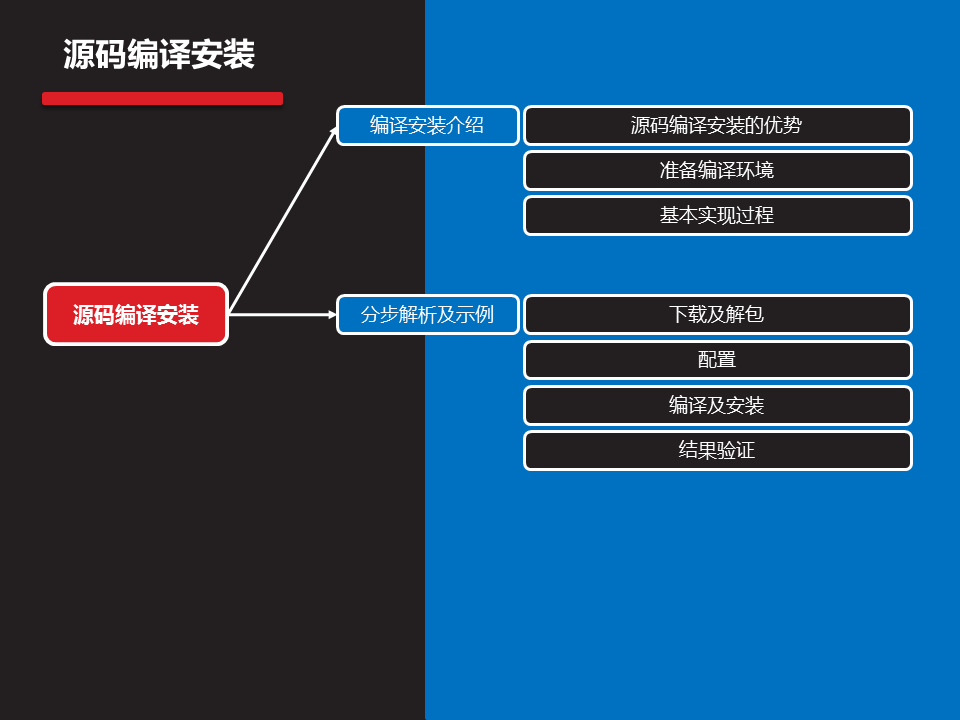 源码编译安装
编译安装介绍
源码编译安装的优势
准备编译环境
基本实现过程
源码编译安装
分步解析及示例
下载及解包
配置
编译及安装
结果验证